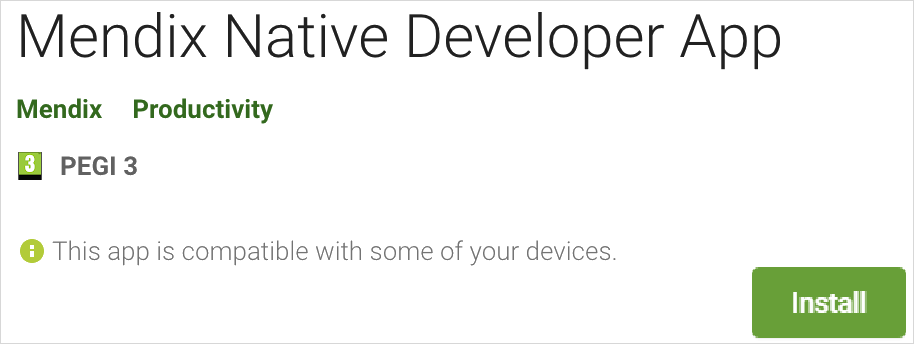 Mendix Native Developer App
Mendix Productivity
3 PEGI 3
This app is compatible with some of your devices.
Install